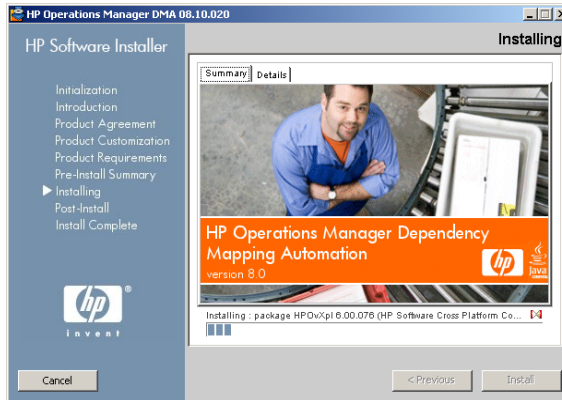 HP Operations Manager DMA 08.10.020
HP Software Installer
Installing
Initialization
Introduction
Product Agreement
Product Customization
Product Requirements
Pre-Install Summary
Installing
Post-Install
Install Complete
Summary
Details
HP Operations Manager Dependency
Mapping Automation
version 8.0
hp
Java
hp
®
invent
Installing : package HPOvXpl 6.00.076 (HP Software Cross Platform Co...
Cancel
< Previous
Install